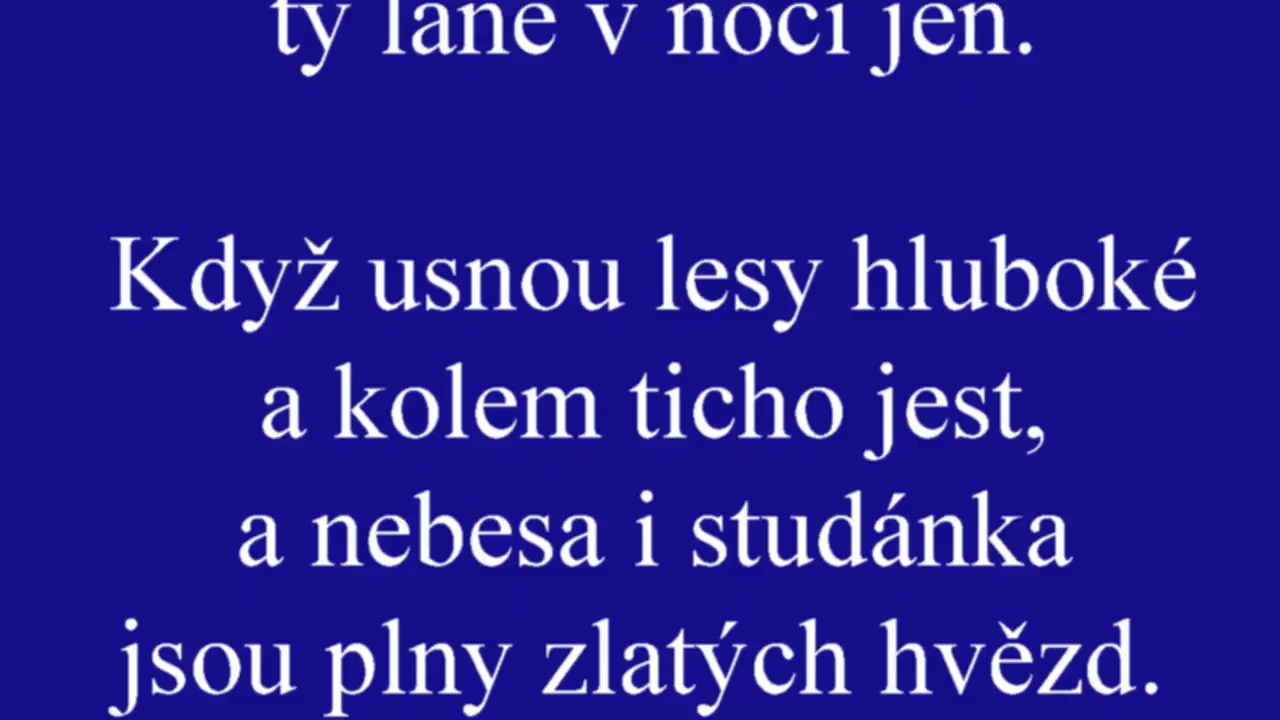 ty laně v noci jen.
Když usnou lesy hluboké
a kolem ticho jest,
a nebesa i studánka
jsou plny zlatých hvězd.